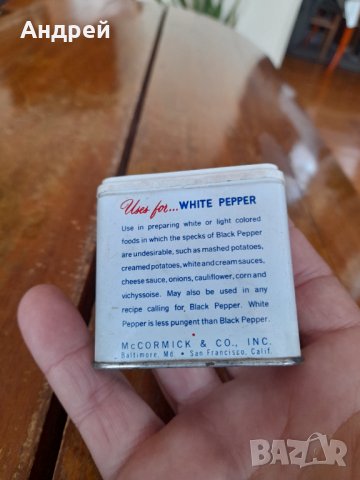 Андрей
Uses for... WHITE PEPPER
Use in preparing white or light colored
foods in which the specks of Black Pepper
are undesirable, such as mashed potatoes,
creamed potatoes, white and cream sauces,
cheese sauce, onions, cauliflower, corn and
vichyssoise. May also be used in any
recipe calling for Black Pepper. White
Pepper is less pungent than Black Pepper.
McCORMICK & CO., INC.
Baltimore, Md • San Francisco, Calif.
BAZAR
bg